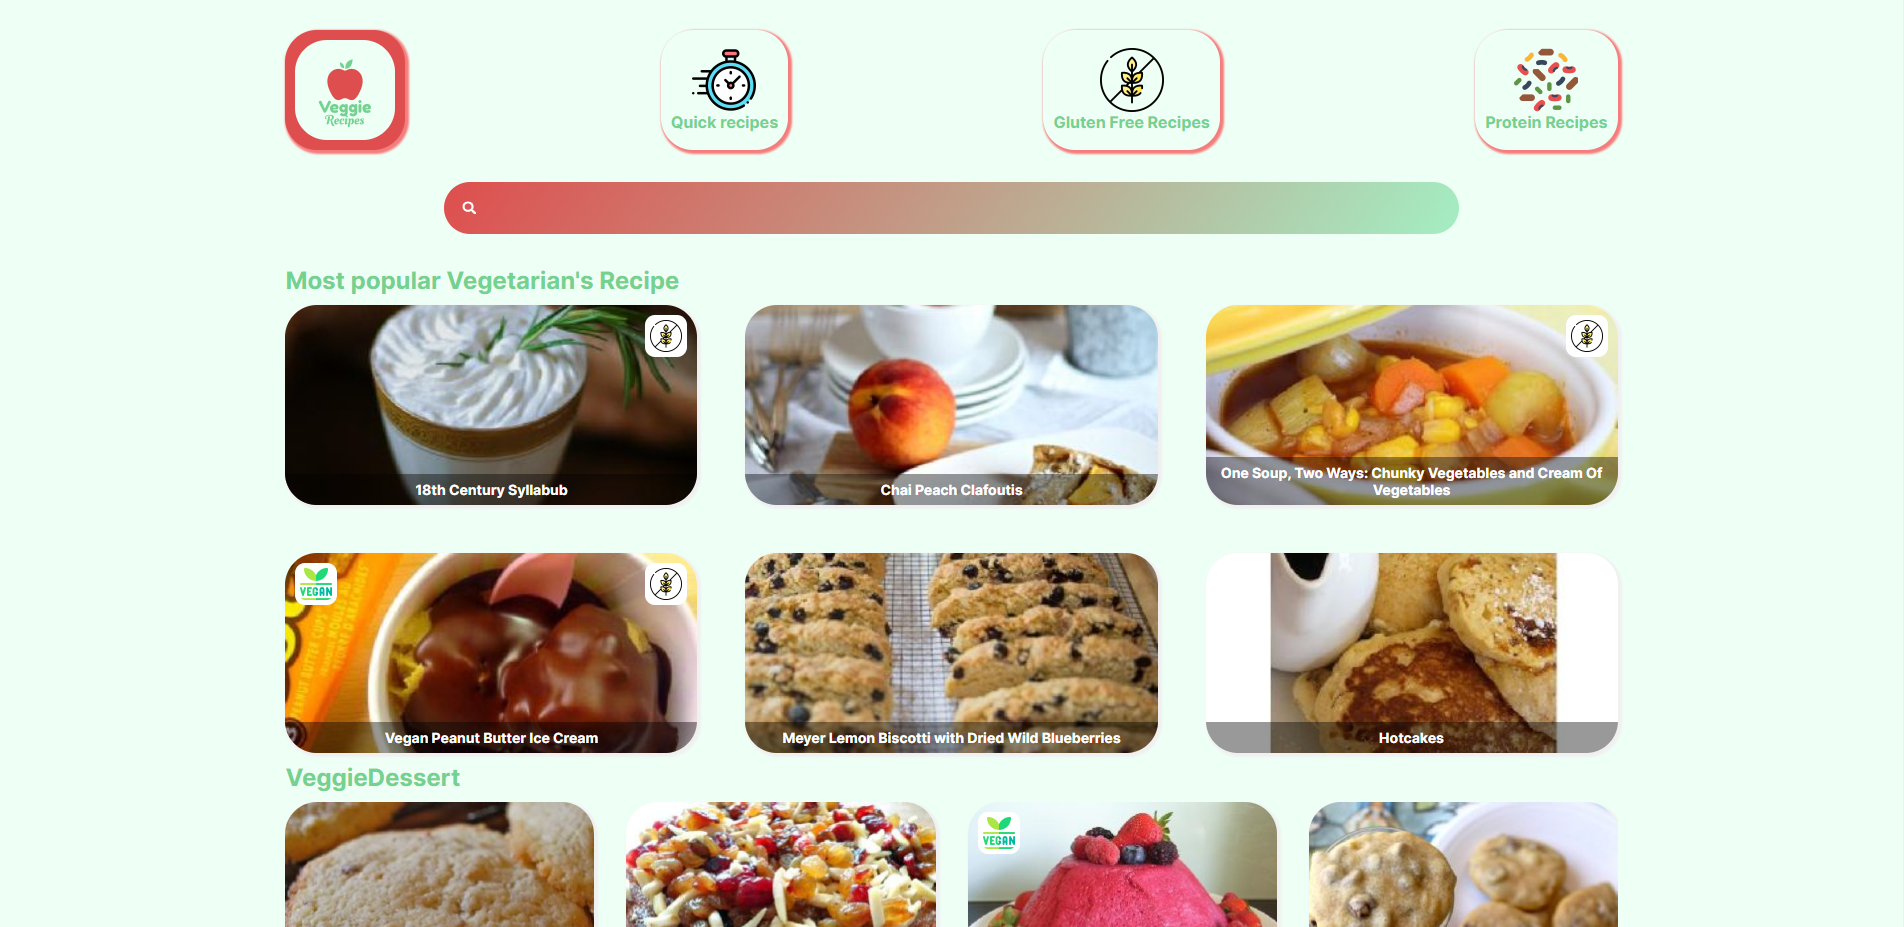 Veggie
Recipes
Quick recipes
Gluten Free Recipes
Protein Recipes
Most popular Vegetarian's Recipe
18th Century Syllabub
Chai Peach Clafoutis
One Soup, Two Ways: Chunky Vegetables and Cream Of
Vegetables
VEGAN
Vegan Peanut Butter Ice Cream
Meyer Lemon Biscotti with Dried Wild Blueberries
Hotcakes
VeggieDessert
VEGAN